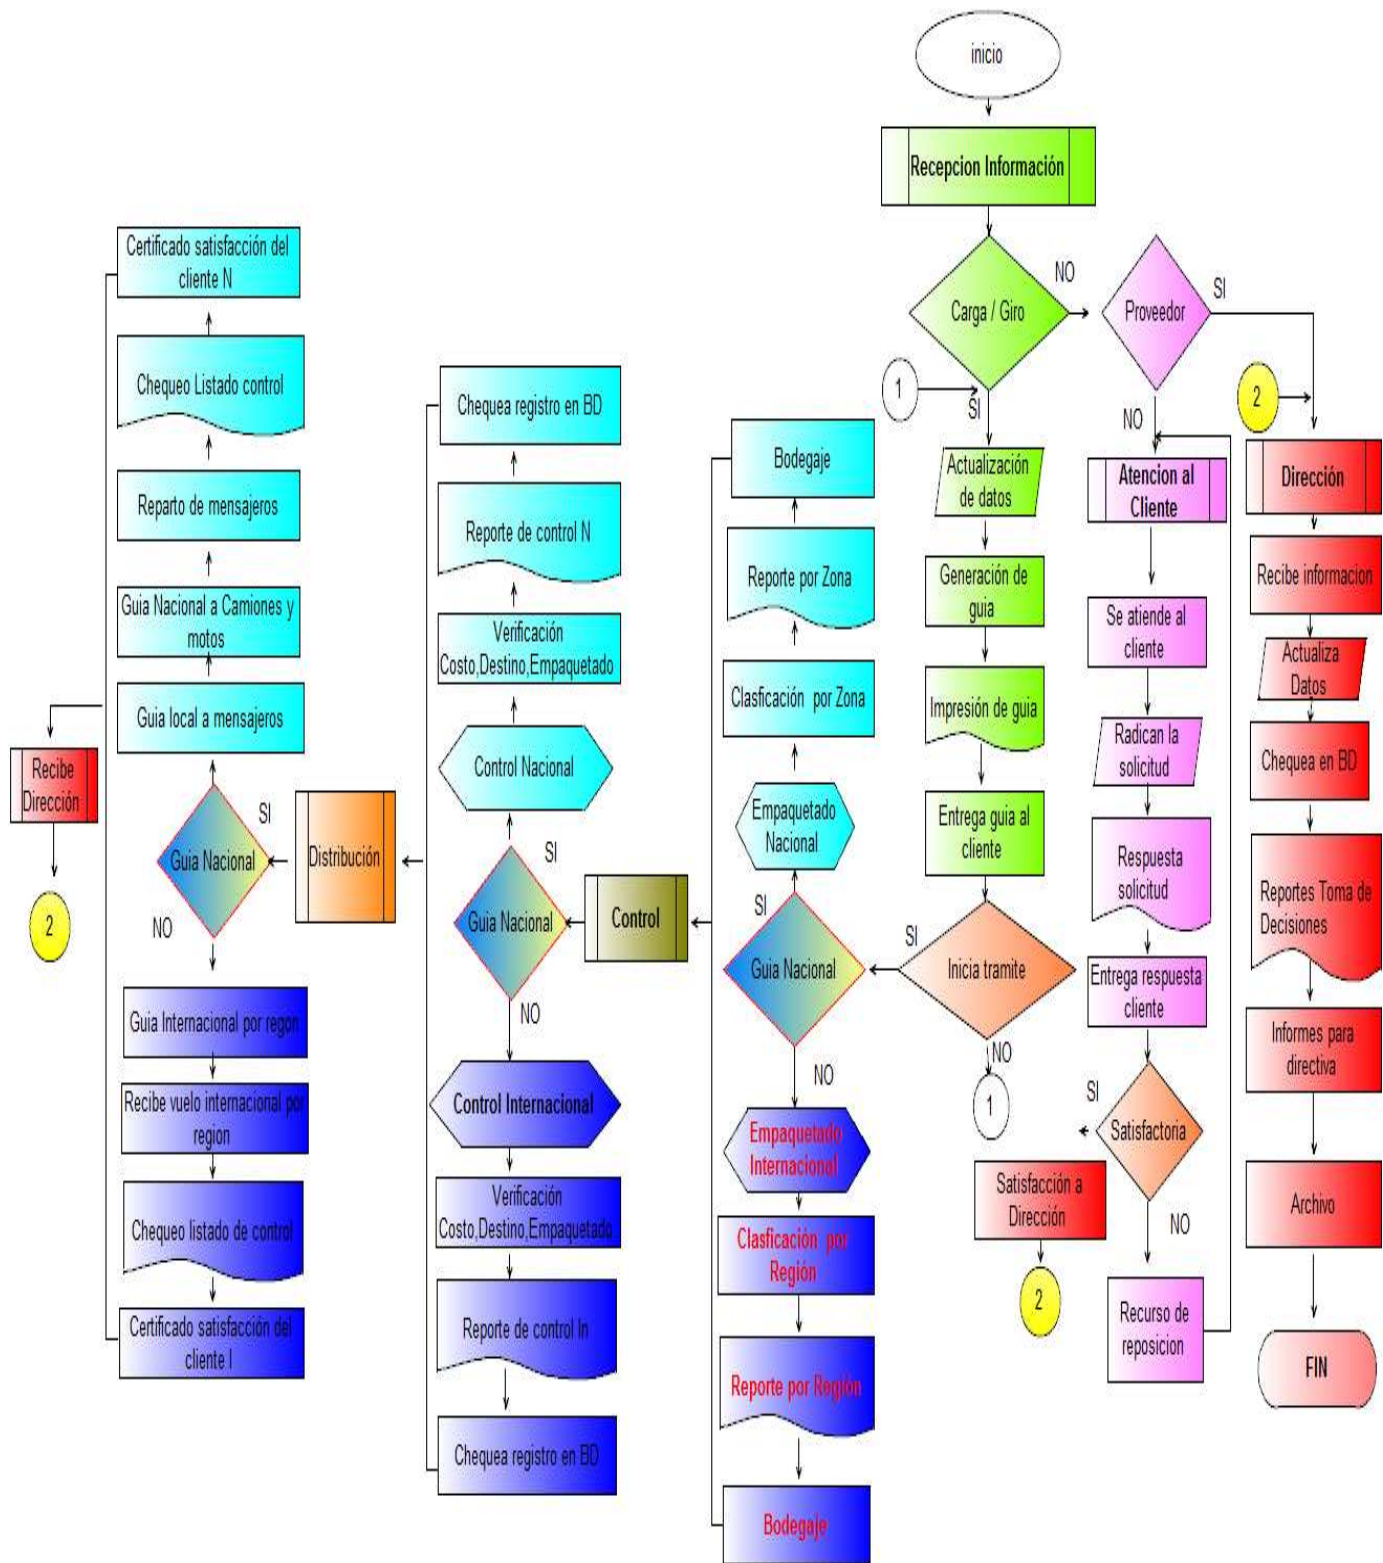 inicio
Recepcion Información
Carga / Giro
NO
Proveedor
SI
1
SI
NO
2
Actualización
de datos
Generación de
guia
Impresión de guia
Entrega guia al
cliente
Inicia tramite
SI
NO
1
Atencion al
Cliente
Se atiende al
cliente
Radican la
solicitud
Respuesta
solicitud
Entrega respuesta
cliente
Satisfactoria
SI
NO
Satisfacción a
Dirección
2
Recurso de
reposicion
Dirección
Recibe informacion
Actualiza
Datos
Chequea en BD
Reportes Toma de
Decisiones
Informes para
directiva
Archivo
FIN
Guia Nacional
SI
NO
Empaquetado
Nacional
Clasficación por Zona
Reporte por Zona
Bodegaje
Empaquetado
Internacional
Clasficación por
Región
Reporte por Región
Bodegaje
Control
Guia Nacional
SI
NO
Control Nacional
Verificación
Costo,Destino,Empaquetado
Reporte de control N
Chequea registro en BD
Control Internacional
Verificación
Costo,Destino,Empaquetado
Reporte de control In
Chequea registro en BD
Distribución
Guia Nacional
SI
NO
Guia local a mensajeros
Guia Nacional a Camiones y
motos
Reparto de mensajeros
Chequeo Listado control
Certificado satisfacción del
cliente N
Guia Internacional por regon
Recibe vuelo internacional por
region
Chequeo listado de control
Certificado satisfacción del
cliente I
Recibe
Dirección
2